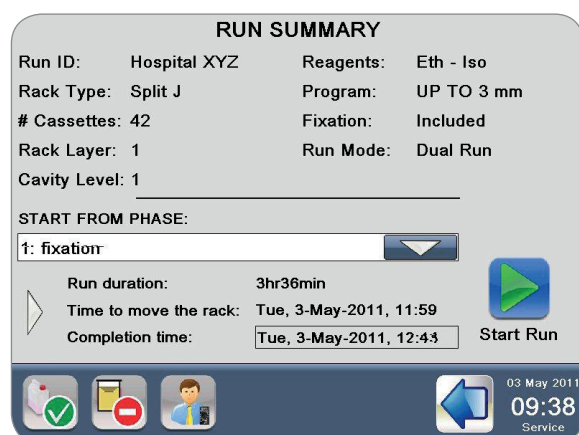 RUN SUMMARY
Run ID: Hospital XYZ Reagents: Eth - Iso
Rack Type: Split J Program: UP TO 3 mm
# Cassettes: 42 Fixation: Included
Rack Layer: 1 Run Mode: Dual Run
Cavity Level: 1
START FROM PHASE:
1: fixation
Run duration: 3hr36min
Time to move the rack: Tue, 3-May-2011, 11:59
Completion time: Tue, 3-May-2011,
Start Run
03 May 2011
09:38
Service